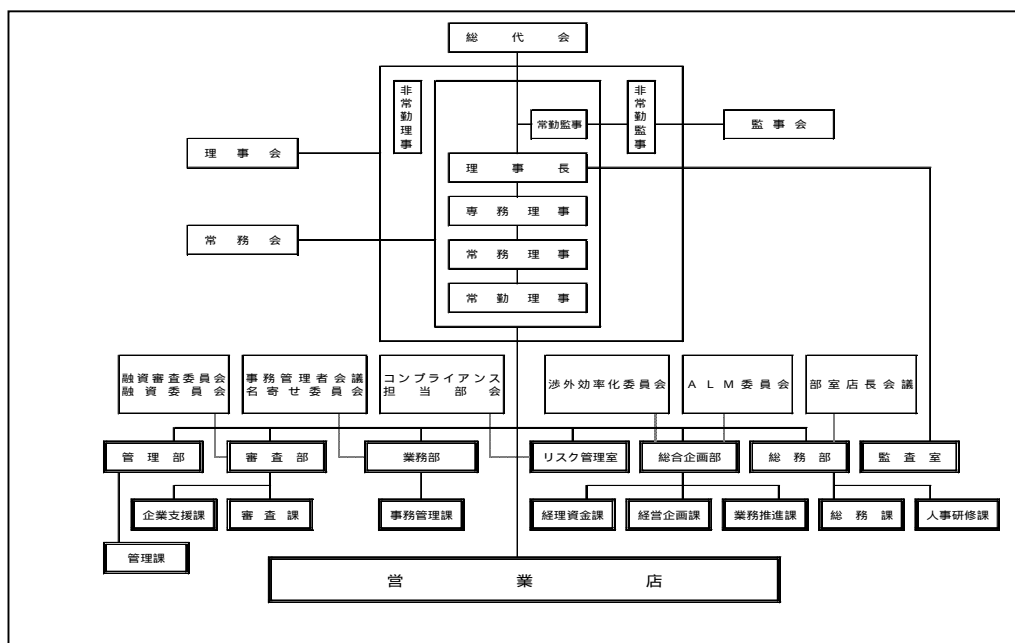 総代会
非常勤理事
常勤監事
非常勤監事
監事会
理事会
理事長
専務理事
常務会
常務理事
常勤理事
融資審査委員会
融資委員会
事務管理者会議
名寄せ委員会
コンプライアンス
担当部会
渉外効率化委員会
ALM委員会
部室店長会議
管理部
審査部
業務部
リスク管理室
総合企画部
総務部
監査室
企業支援課
審査課
事務管理課
経理資金課
経営企画課
業務推進課
総務課
人事研修課
管理課
営業店